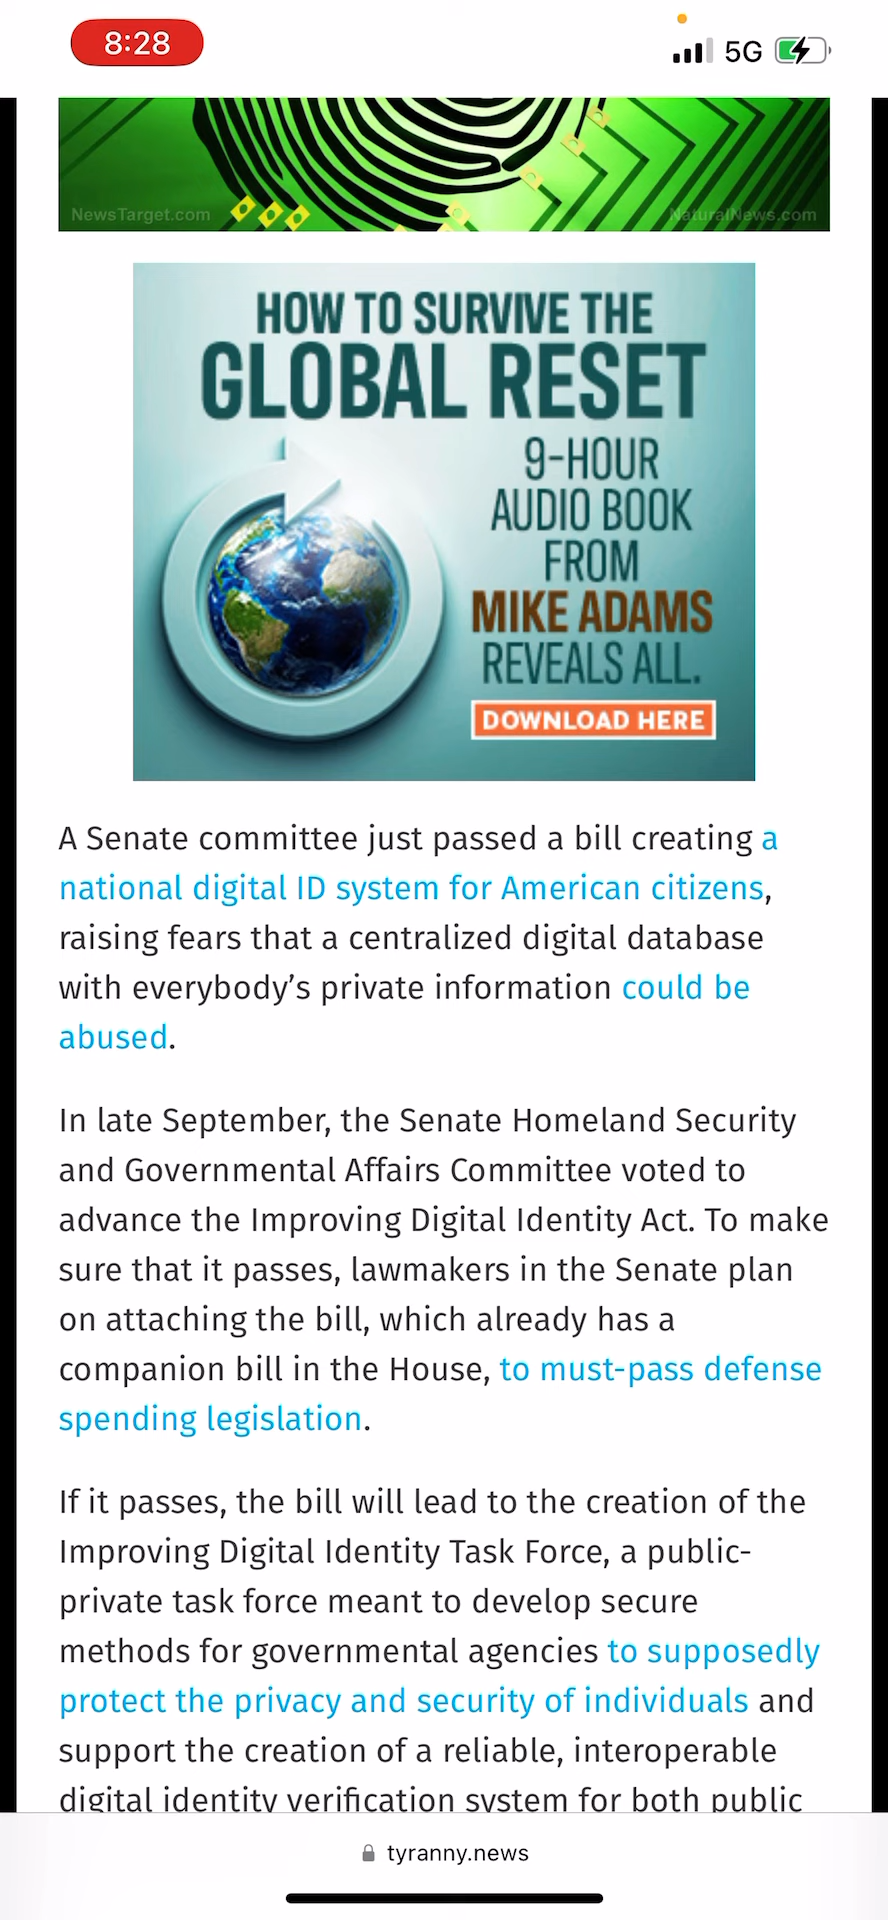 8:28
5G
NewsTarget.com
NaturalNews.com
HOW TO SURVIVE THE
GLOBAL RESET
9-HOUR
AUDIO BOOK
FROM
MIKE ADAMS
REVEALS ALL.
DOWNLOAD HERE
A Senate committee just passed a bill creating a
national digital ID system for American citizens,
raising fears that a centralized digital database
with everybody’s private information could be
abused.
In late September, the Senate Homeland Security
and Governmental Affairs Committee voted to
advance the Improving Digital Identity Act. To make
sure that it passes, lawmakers in the Senate plan
on attaching the bill, which already has a
companion bill in the House, to must-pass defense
spending legislation.
If it passes, the bill will lead to the creation of the
Improving Digital Identity Task Force, a public-
private task force meant to develop secure
methods for governmental agencies to supposedly
protect the privacy and security of individuals and
support the creation of a reliable, interoperable
digital identity verification system for both public
tyranny.news